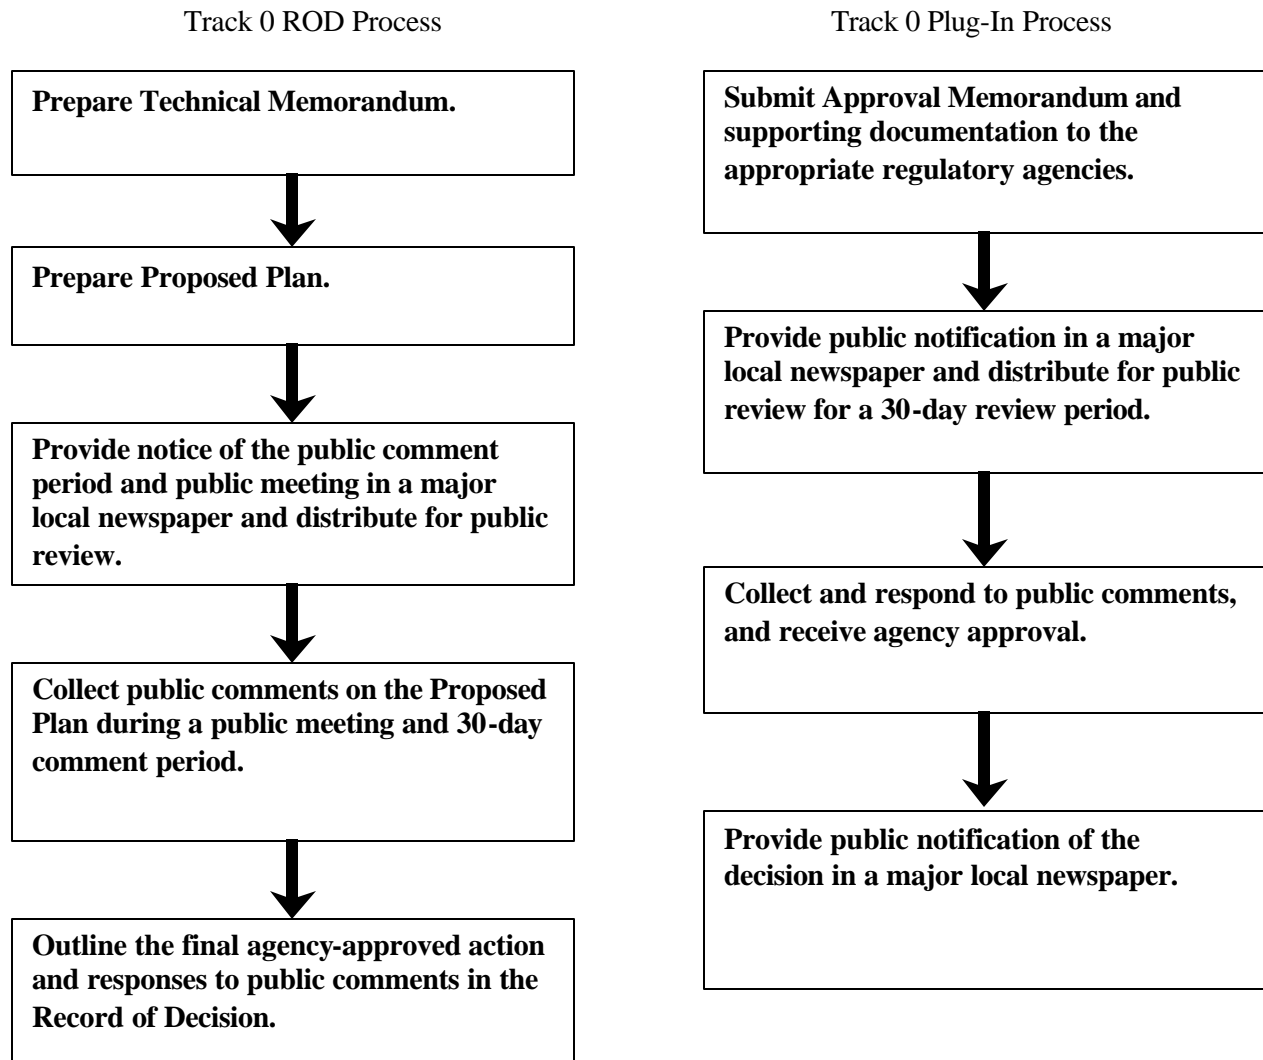 Track 0 ROD Process
Prepare Technical Memorandum.
Prepare Proposed Plan.
Provide notice of the public comment
period and public meeting in a major
local newspaper and distribute for public
review.
Collect public comments on the Proposed
Plan during a public meeting and 30-day
comment period.
Outline the final agency-approved action
and responses to public comments in the
Record of Decision.
Track 0 Plug-In Process
Submit Approval Memorandum and
supporting documentation to the
appropriate regulatory agencies.
Provide public notification in a major
local newspaper and distribute for public
review for a 30-day review period.
Collect and respond to public comments,
and receive agency approval.
Provide public notification of the
decision in a major local newspaper.